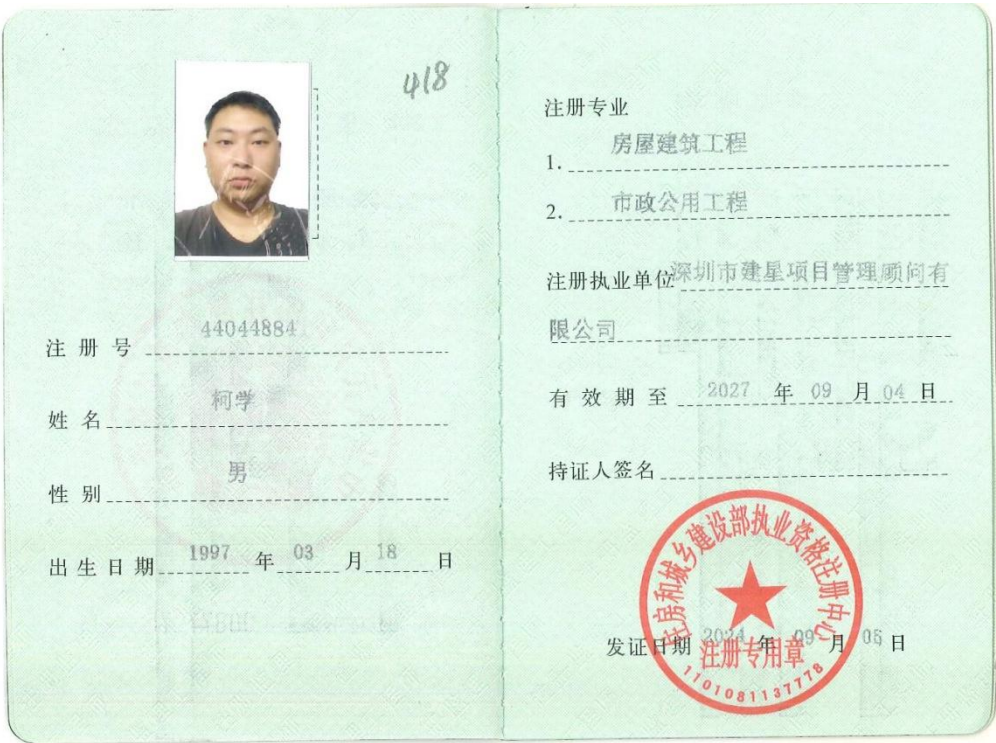 418
注册号 44044884
姓名 柯学
性别 男
出生日期 1997 年 03 月 18 日
注册专业
1. 房屋建筑工程
2. 市政公用工程
注册执业单位 深圳市建星项目管理顾问有
限公司
有效期至 2027 年 09 月 04 日
持证人签名
住房和城乡建设部执业资格注册中心
发证日期 2024 年 09 月 05 日
注册专用章
1101081137778